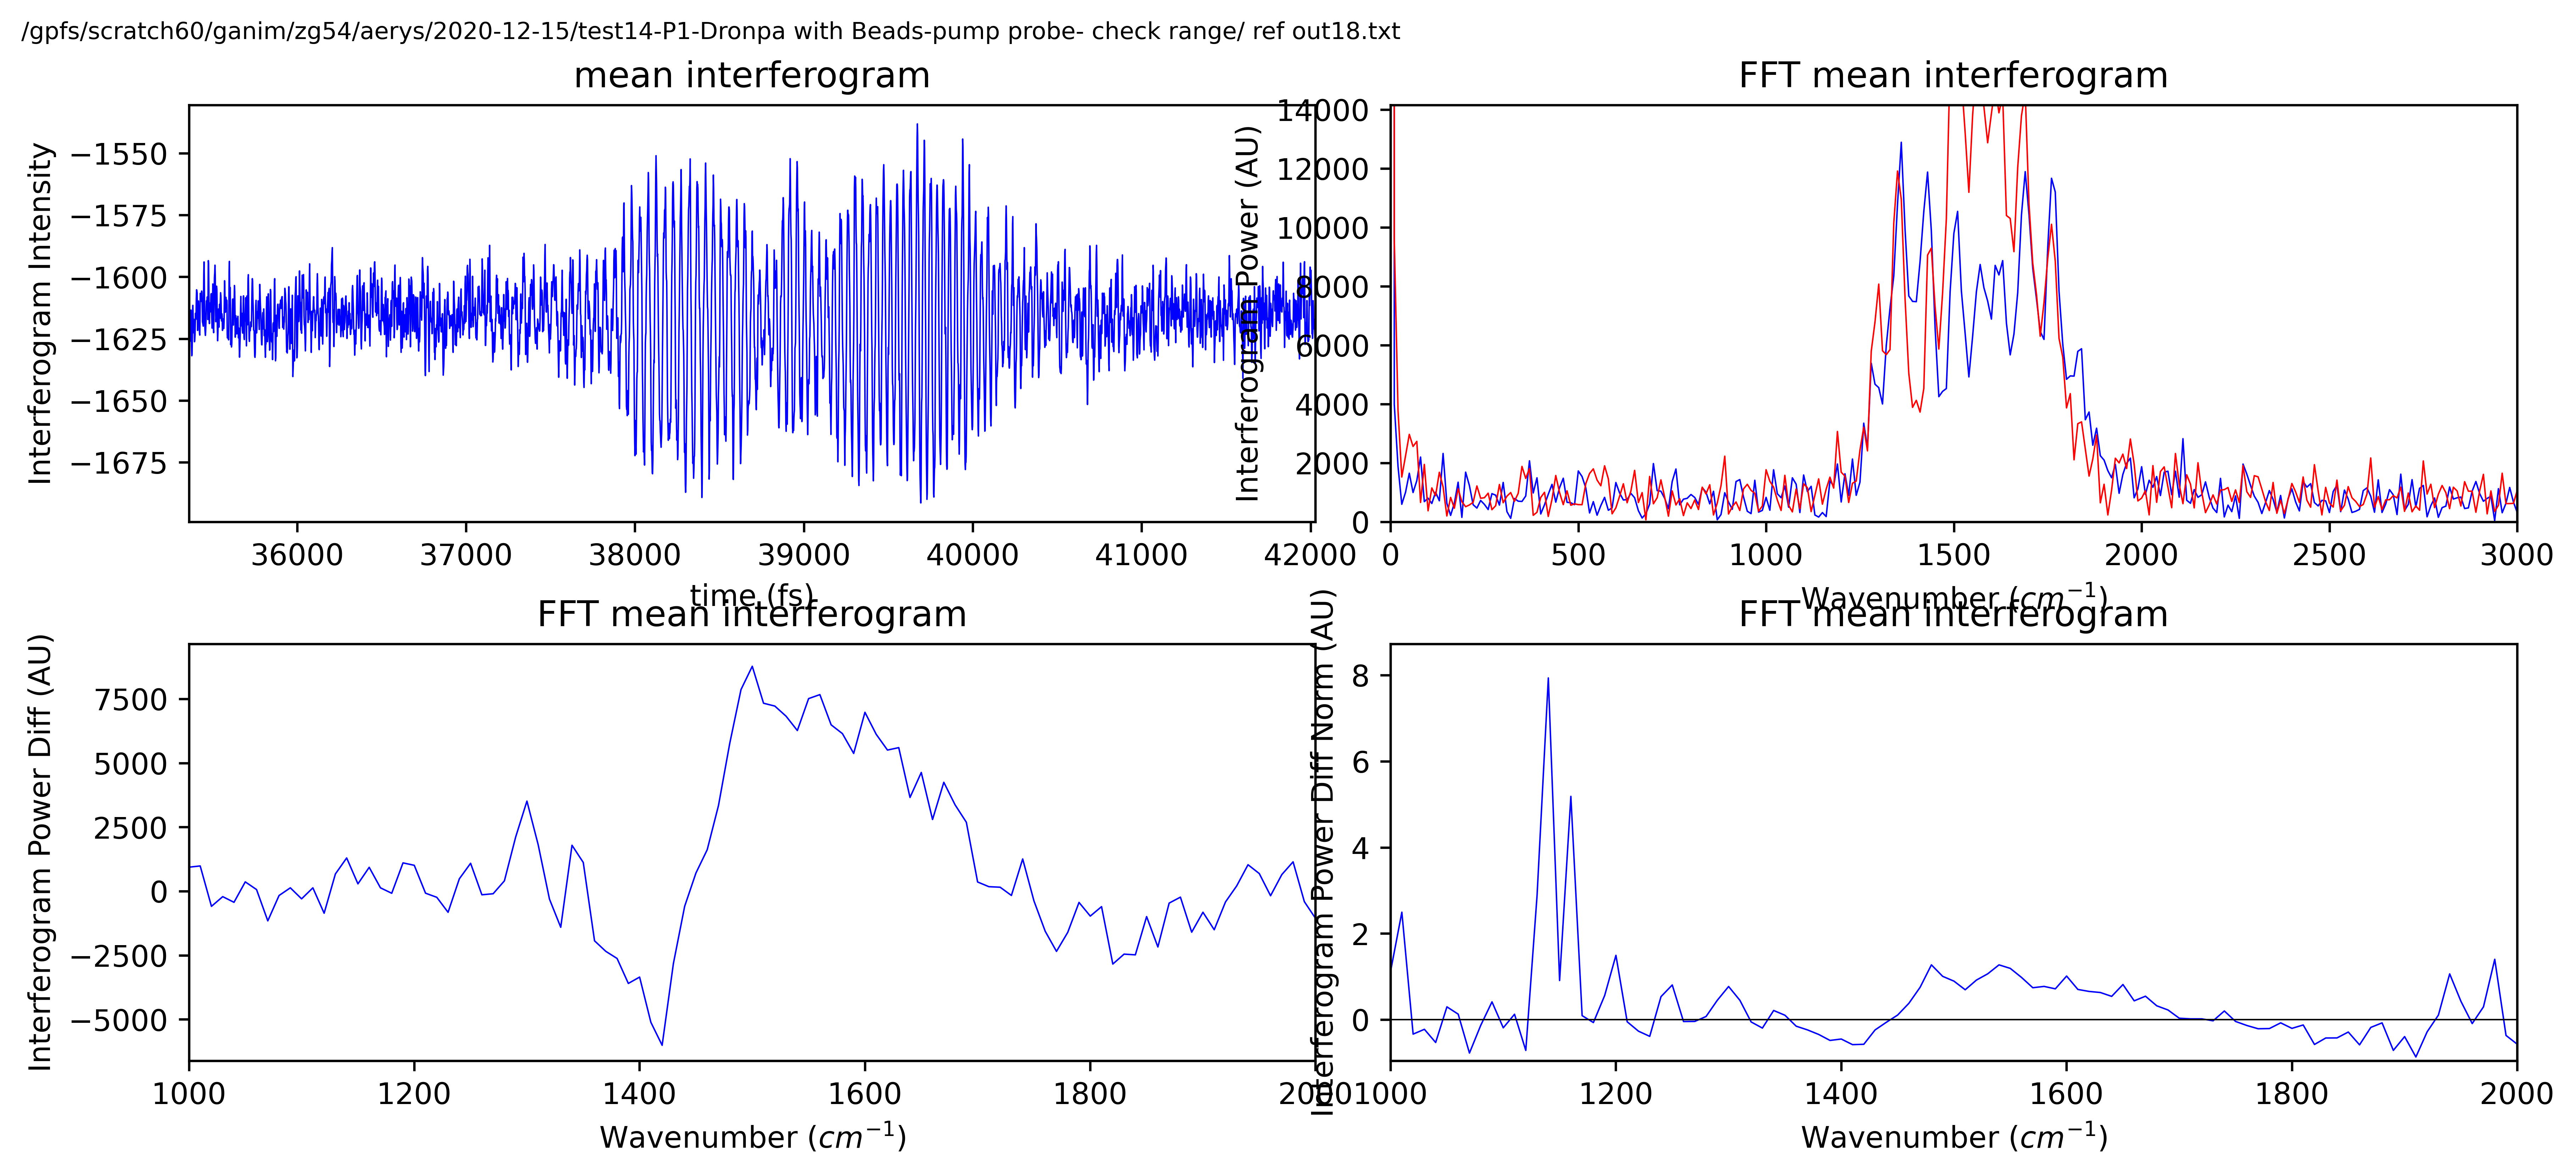 /gpfs/scratch60/ganim/zg54/aerys/2020-12-15/test14-P1-Dronpa with Beads-pump probe- check range/ ref out18.txt
mean interferogram
Interferogram Intensity
−1550
−1575
−1600
−1625
−1650
−1675
36000 37000 38000 39000 40000 41000 42000
time (fs)
FFT mean interferogram
Interferogram Power (AU)
14000
12000
10000
8000
6000
4000
2000
0
0 500 1000 1500 2000 2500 3000
Wavenumber (cm⁻¹)
FFT mean interferogram
Interferogram Power Diff (AU)
7500
5000
2500
0
−2500
−5000
1000 1200 1400 1600 1800 2000
Wavenumber (cm⁻¹)
FFT mean interferogram
Interferogram Power Diff Norm (AU)
8
6
4
2
0
1000 1200 1400 1600 1800 2000
Wavenumber (cm⁻¹)